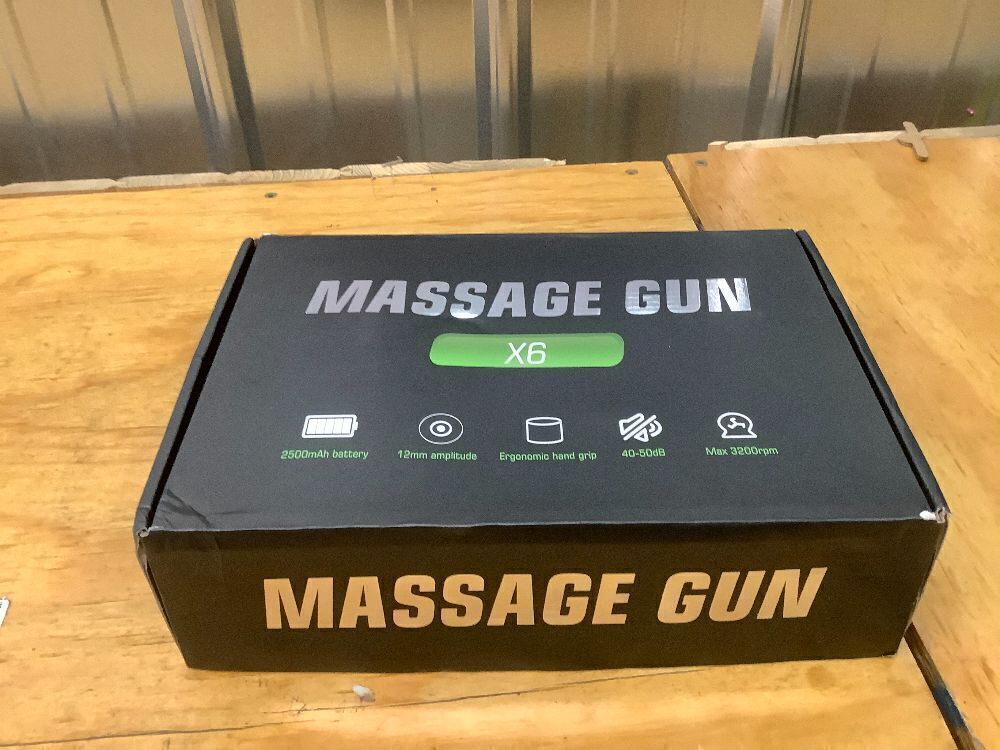 MASSAGE GUN
X6
2500mAh battery
12mm amplitude
Ergonomic hand grip
40-50dB
Max 3200rpm
MASSAGE GUN